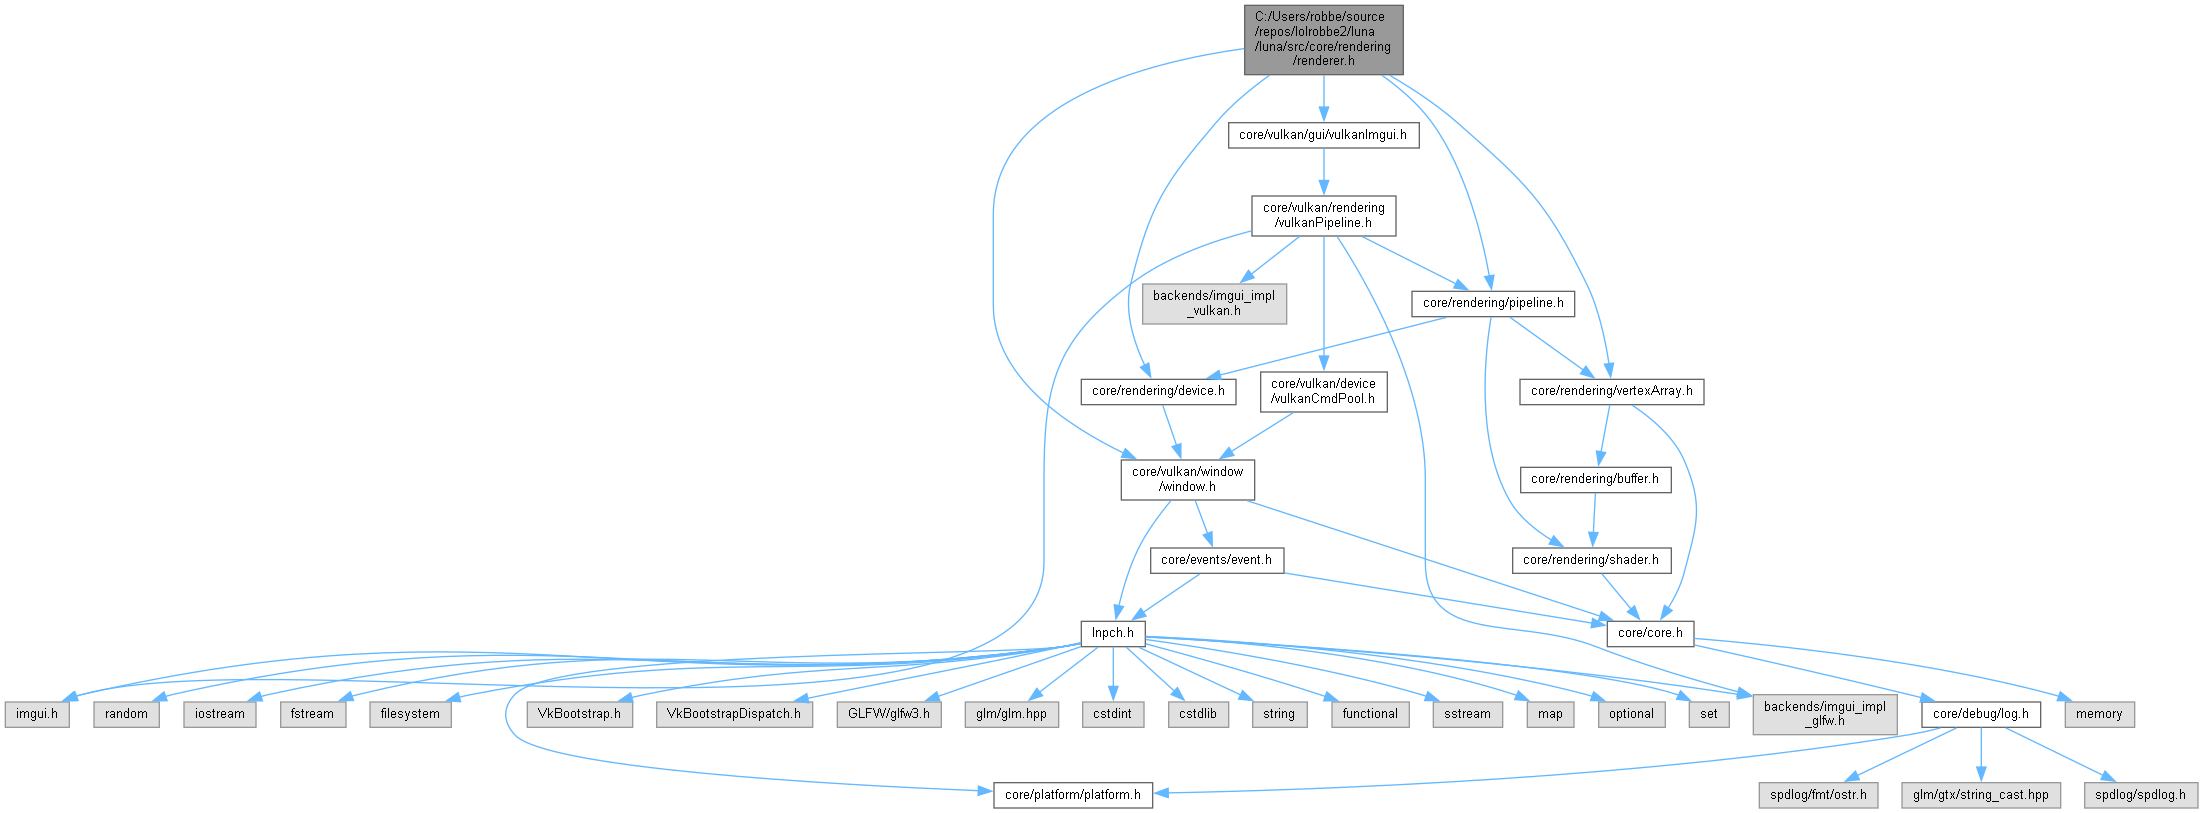 C:/Users/robbe/source
/repos/lolrobbe2/luna
/luna/src/core/rendering
/renderer.h
core/vulkan/gui/vulkanImgui.h
core/vulkan/rendering
/vulkanPipeline.h
backends/imgui_impl
_vulkan.h
core/rendering/pipeline.h
core/rendering/device.h
core/vulkan/device
/vulkanCmdPool.h
core/rendering/vertexArray.h
core/vulkan/window
/window.h
core/rendering/buffer.h
core/events/event.h
core/rendering/shader.h
lnpch.h
core/core.h
imgui.h
random
iostream
fstream
filesystem
VkBootstrap.h
VkBootstrapDispatch.h
GLFW/glfw3.h
glm/glm.hpp
cstdint
cstdlib
string
functional
sstream
map
optional
set
backends/imgui_impl
_glfw.h
core/debug/log.h
memory
core/platform/platform.h
spdlog/fmt/ostr.h
glm/gtx/string_cast.hpp
spdlog/spdlog.h